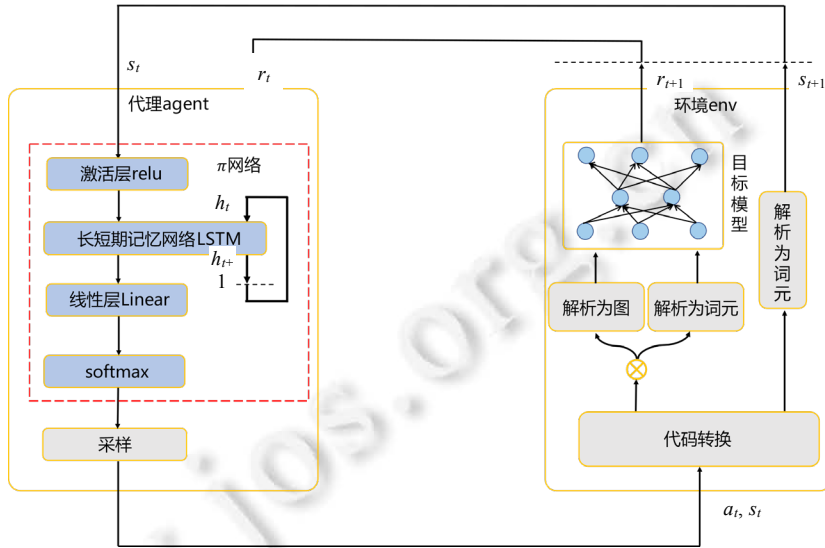 s_t
r_t
r_{t+1}
s_{t+1}
代理agent
环境env
π网络
激活层relu
h_t
长短期记忆网络LSTM
h_{t+
1
线性层Linear
softmax
采样
目标模型
解析为词元
解析为图
解析为词元
代码转换
a_t, s_t
jos.org.cn